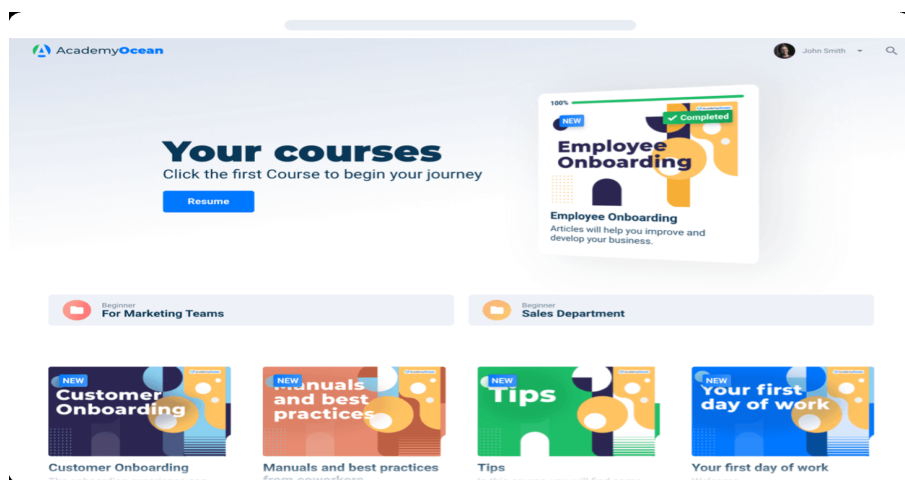 AcademyOcean
John Smith
100%
NEW
Completed
Employee
Onboarding
Your courses
Click the first Course to begin your journey
Resume
Employee Onboarding
Articles will help you improve and
develop your business.
Beginner
For Marketing Teams
Beginner
Sales Department
NEW
Customer
Onboarding
NEW
Manuals
and best
practices
NEW
Tips
NEW
Your first
day of work
Customer Onboarding
Manuals and best practices
from coworkers
Tips
Your first day of work